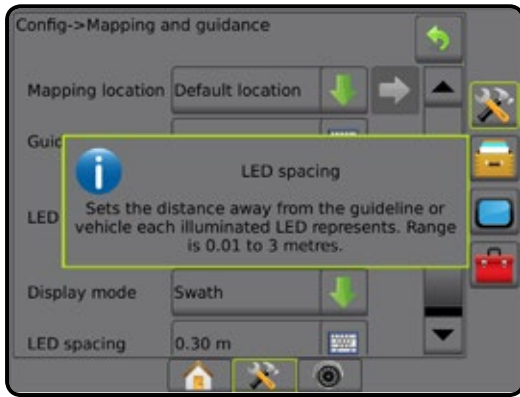 Config->Mapping and guidance
Mapping location Default location
Guid
LED spacing
Sets the distance away from the guideline or
vehicle each illuminated LED represents. Range
is 0.01 to 3 metres.
LED
Display mode Swath
LED spacing 0.30 m